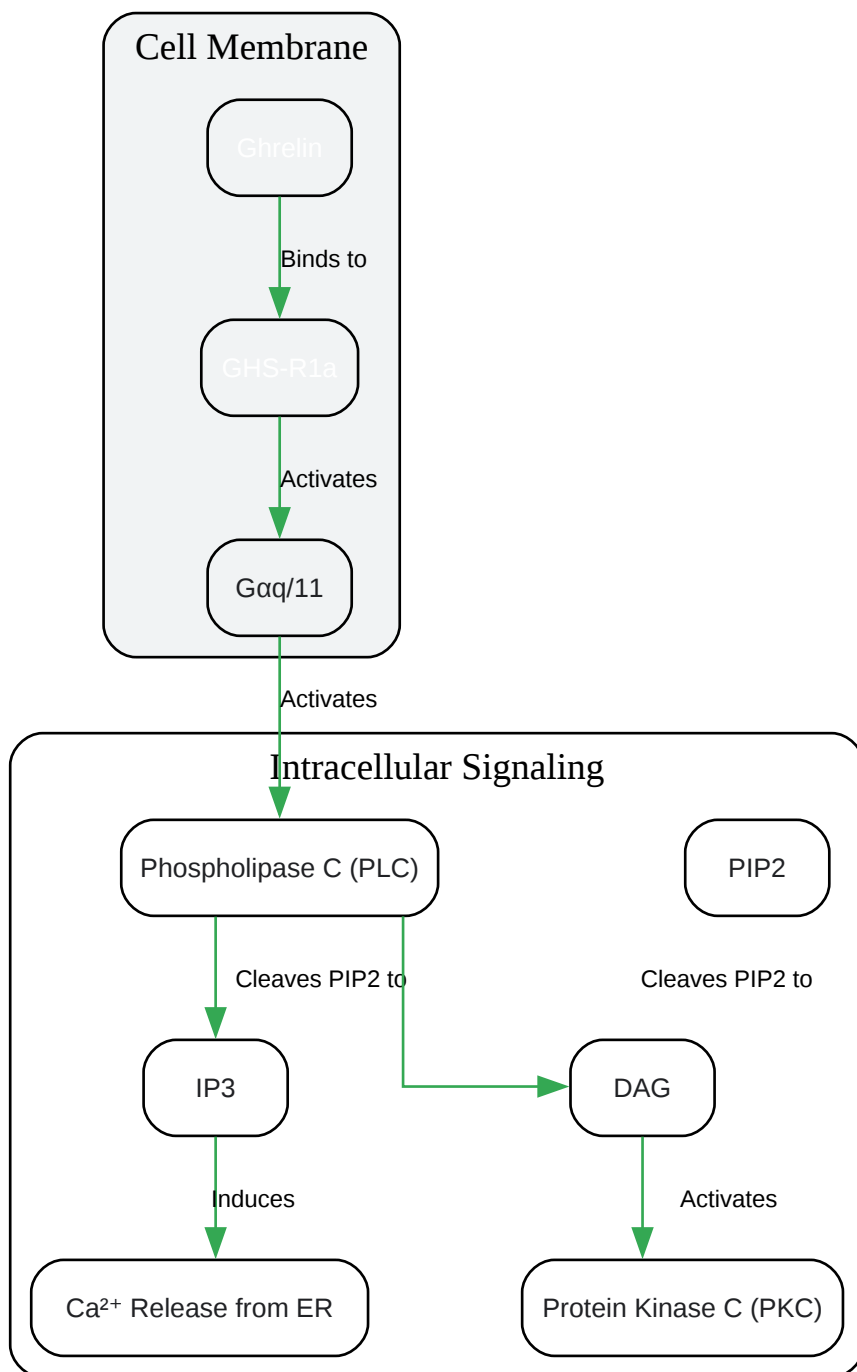 Cell Membrane
Ghrelin
Binds to
GHS-R1a
Activates
Gαq/11
Activates
Intracellular Signaling
Phospholipase C (PLC)
PIP2
Cleaves PIP2 to
Cleaves PIP2 to
IP3
DAG
Induces
Activates
Ca²⁺ Release from ER
Protein Kinase C (PKC)